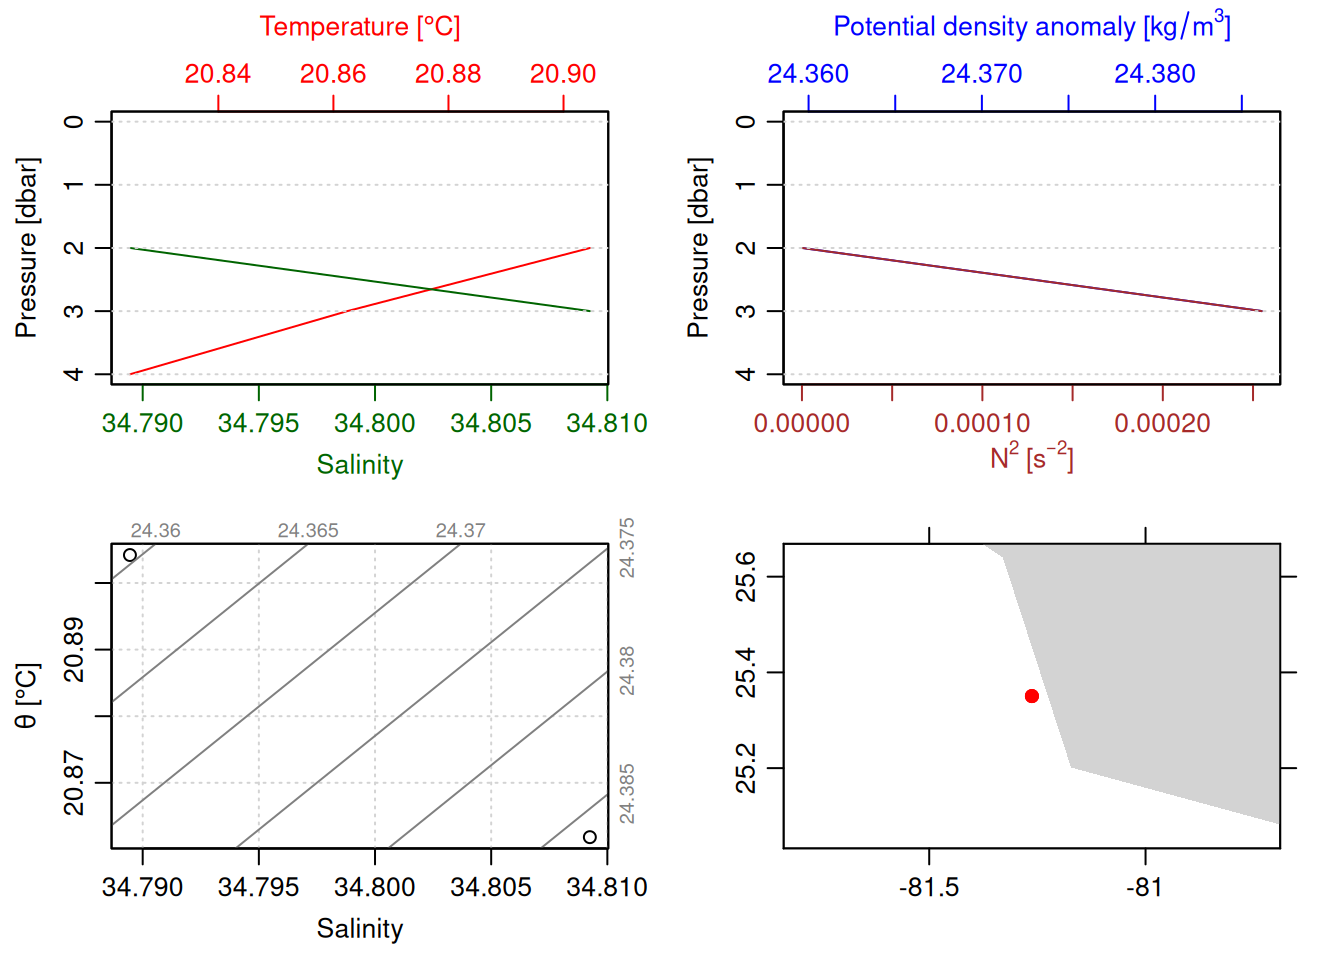 Temperature [°C]
20.84 20.86 20.88 20.90
Pressure [dbar]
0
1
2
3
4
34.790 34.795 34.800 34.805 34.810
Salinity
Potential density anomaly [kg/m³]
24.360 24.370 24.380
Pressure [dbar]
0
1
2
3
4
0.00000 0.00010 0.00020
N² [s⁻²]
24.36 24.365 24.37
24.375
24.38
24.385
θ [°C]
20.89
20.87
34.790 34.795 34.800 34.805 34.810
Salinity
25.6
25.4
25.2
-81.5 -81